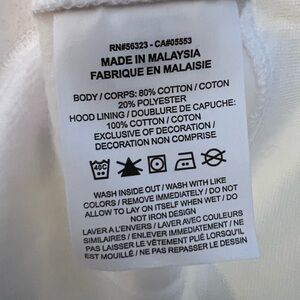 RN#56323 - CA#05553
MADE IN MALAYSIA
FABRIQUE EN MALAISIE
BODY / CORPS: 80% COTTON / COTON
20% POLYESTER
HOOD LINING / DOUBLURE DE CAPUCHE:
100% COTTON / COTON
EXCLUSIVE OF DECORATION /
DECORATION NON COMPRISE
40C
WASH INSIDE OUT / WASH WITH LIKE
COLORS / REMOVE IMMEDIATELY / DO NOT
ALLOW TO LAY ON ITSELF WHEN WET / DO
NOT IRON DESIGN
LAVER A L'ENVERS / LAVER AVEC COULEURS
SIMILAIRES / ENLEVER IMMEDIATEMENT / NE
PAS LAISSER LE VÊTEMENT PLIÉ LORSQU'IL
EST MOUILLÉ / NE PAS REPASSER LE DESSIN